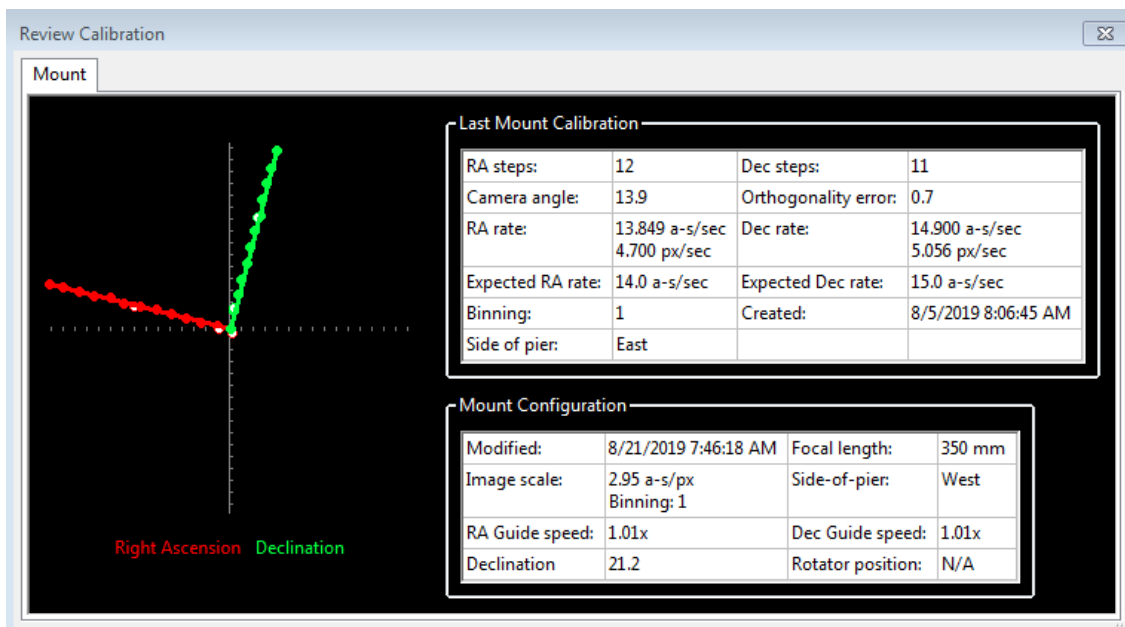 Review Calibration
Mount
Last Mount Calibration
RA steps: 12 Dec steps: 11
Camera angle: 13.9 Orthogonality error: 0.7
RA rate: 13.849 a-s/sec Dec rate: 14.900 a-s/sec
4.700 px/sec 5.056 px/sec
Expected RA rate: 14.0 a-s/sec Expected Dec rate: 15.0 a-s/sec
Binning: 1 Created: 8/5/2019 8:06:45 AM
Side of pier: East
Mount Configuration
Modified: 8/21/2019 7:46:18 AM Focal length: 350 mm
Image scale: 2.95 a-s/px Side-of-pier: West
Binning: 1
RA Guide speed: 1.01x Dec Guide speed: 1.01x
Declination 21.2 Rotator position: N/A
Right Ascension Declination